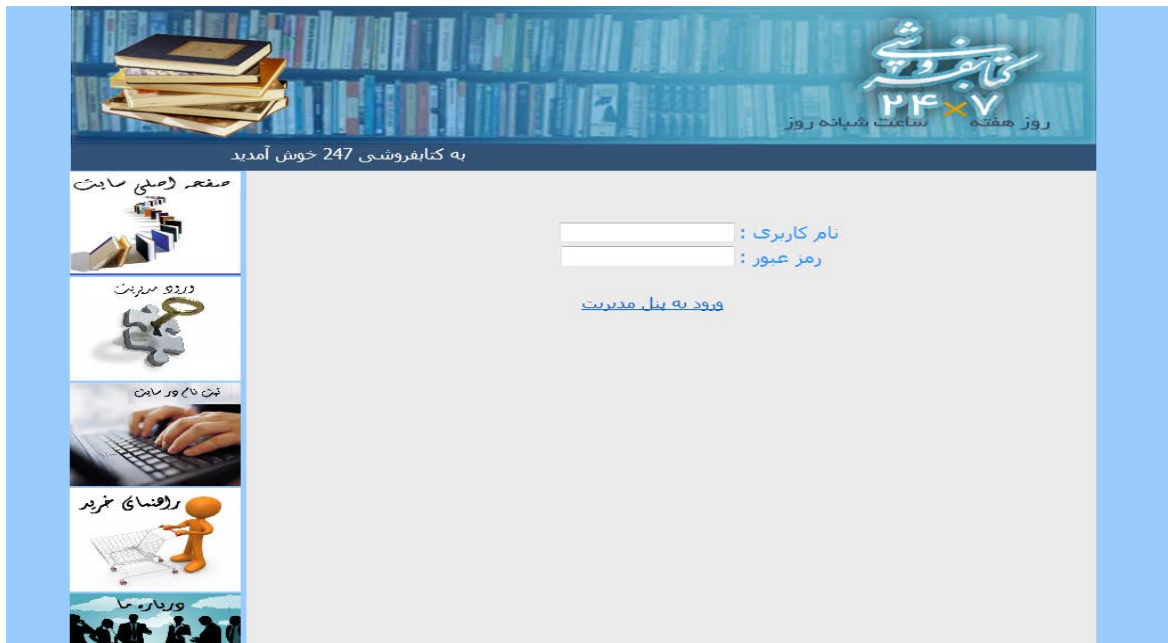 کتابفروشی
۲۴×۷
ساعت شبانه روز
روز هفته
به کتابفروشی 247 خوش آمدید
صفحه اصلی سایت
ورود مدیریت
ثبت نام در سایت
راهنمای خرید
درباره ما
نام کاربری :
رمز عبور :
ورود به پنل مدیریت